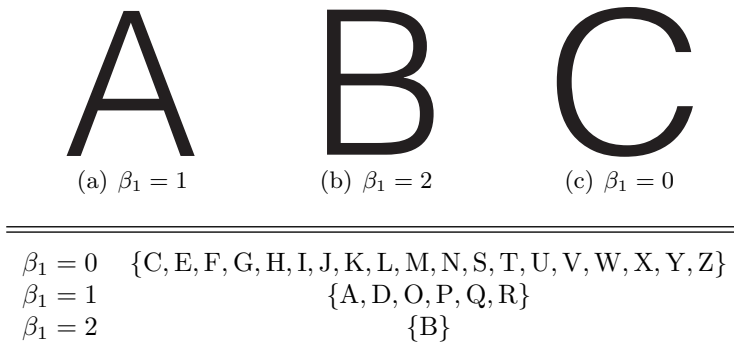 A B C
(a) β₁ = 1 (b) β₁ = 2 (c) β₁ = 0
β₁ = 0 {C, E, F, G, H, I, J, K, L, M, N, S, T, U, V, W, X, Y, Z}
β₁ = 1 {A, D, O, P, Q, R}
β₁ = 2 {B}